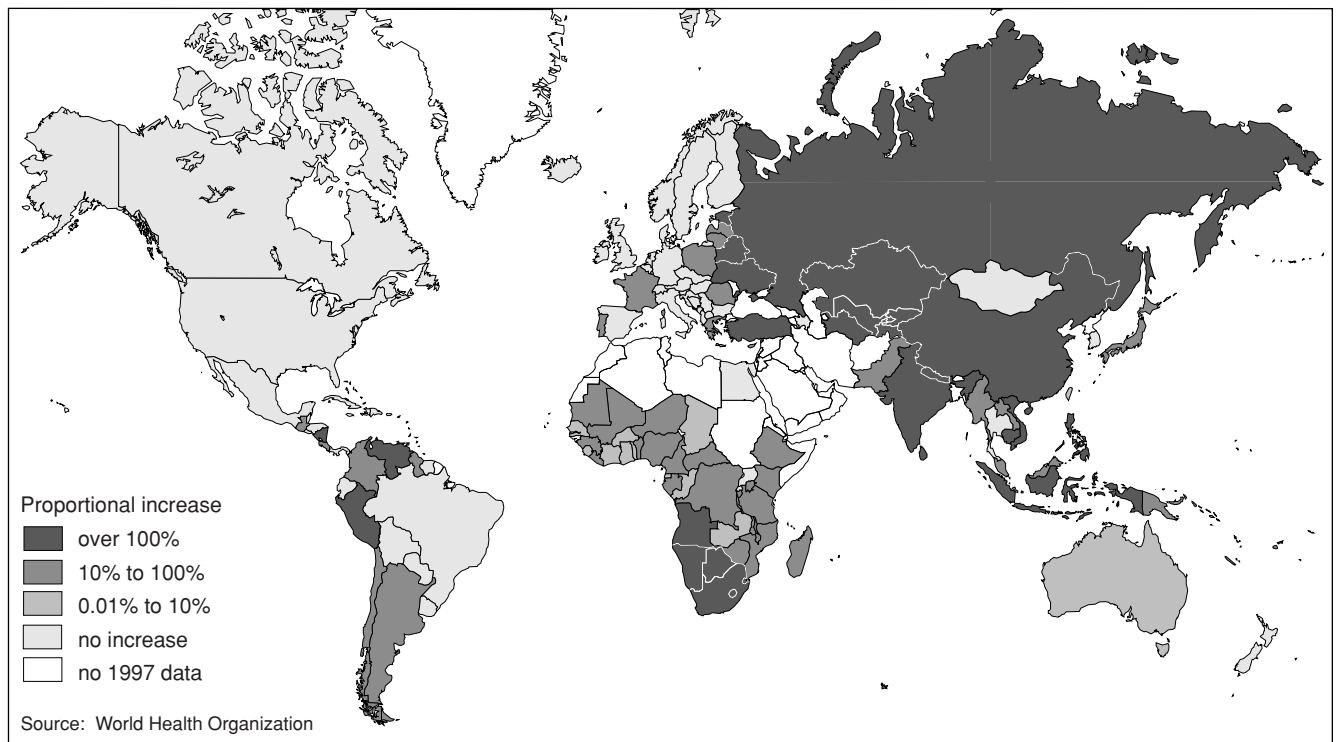 Proportional increase
over 100%
10% to 100%
0.01% to 10%
no increase
no 1997 data
Source: World Health Organization